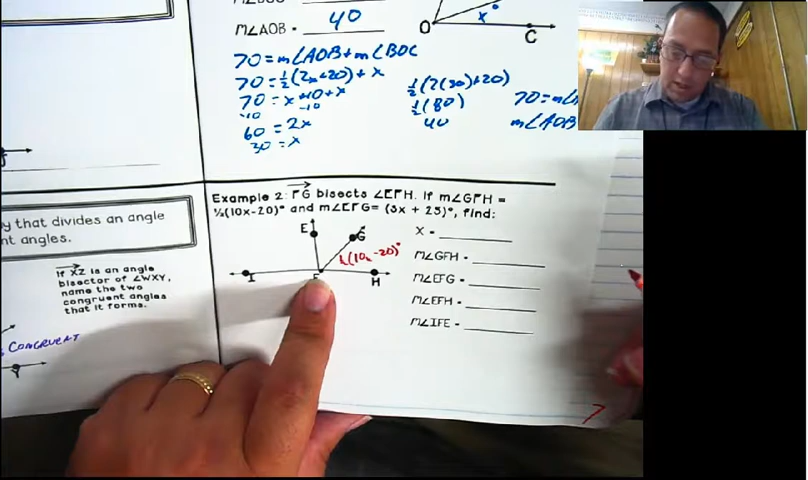 m∠AOB = 40
O
x°
C
70 = m∠AOB + m∠BOC
70 = ½(2x+20) + x
70 = x+10+x
-10 -10
60 = 2x
30 = x
½(2(30)+20)
½(80)
40
70 = m∠
m∠AOB
y that divides an angle
nt angles.
If XZ is an angle
bisector of ∠WXY,
name the two
congruent angles
that it forms.
CONGRUENT
Y
Example 2: FG bisects ∠EFH. If m∠GFH =
½(10x-20)° and m∠EFG= (3x + 25)°, find:
E
G
½(10x-20)°
I
H
x =
m∠GFH =
m∠EFG =
m∠EFH =
m∠IFE =